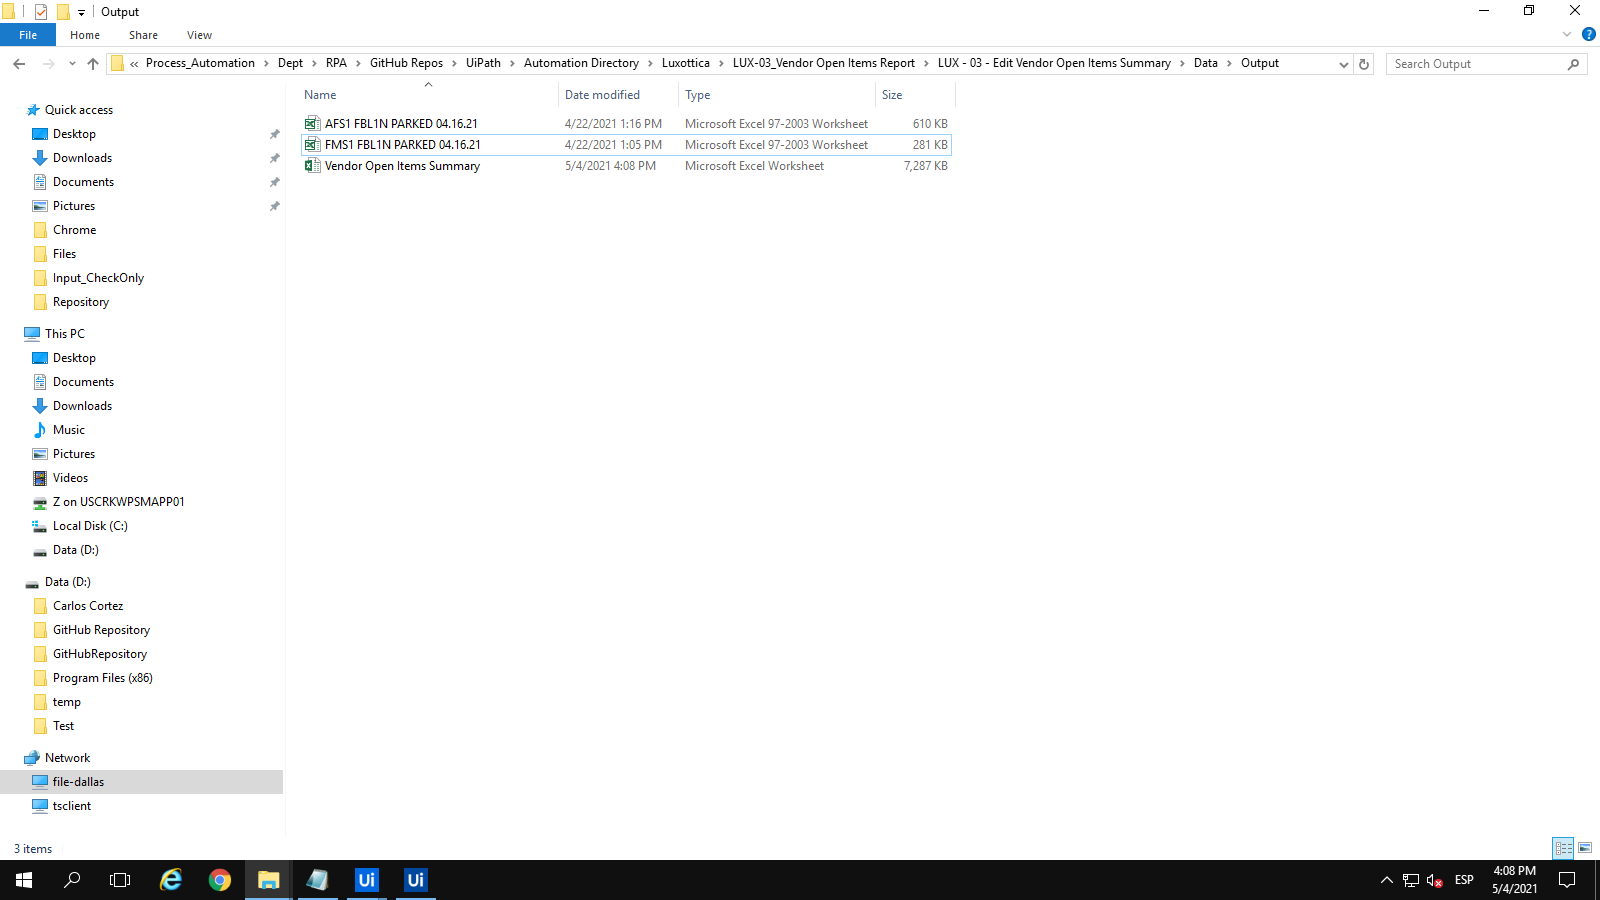 Output
File Home Share View
« Process_Automation > Dept > RPA > GitHub Repos > UiPath > Automation Directory > Luxottica > LUX-03_Vendor Open Items Report > LUX - 03 - Edit Vendor Open Items Summary > Data > Output
Search Output
Name Date modified Type Size
AFS1 FBL1N PARKED 04.16.21 4/22/2021 1:16 PM Microsoft Excel 97-2003 Worksheet 610 KB
FMS1 FBL1N PARKED 04.16.21 4/22/2021 1:05 PM Microsoft Excel 97-2003 Worksheet 281 KB
Vendor Open Items Summary 5/4/2021 4:08 PM Microsoft Excel Worksheet 7,287 KB
Quick access
Desktop
Downloads
Documents
Pictures
Chrome
Files
Input_CheckOnly
Repository
This PC
Desktop
Documents
Downloads
Music
Pictures
Videos
Z on USCRKWPSMAPP01
Local Disk (C:)
Data (D:)
Data (D:)
Carlos Cortez
GitHub Repository
GitHubRepository
Program Files (x86)
temp
Test
Network
file-dallas
tsclient
3 items
Ui Ui
ESP
4:08 PM
5/4/2021